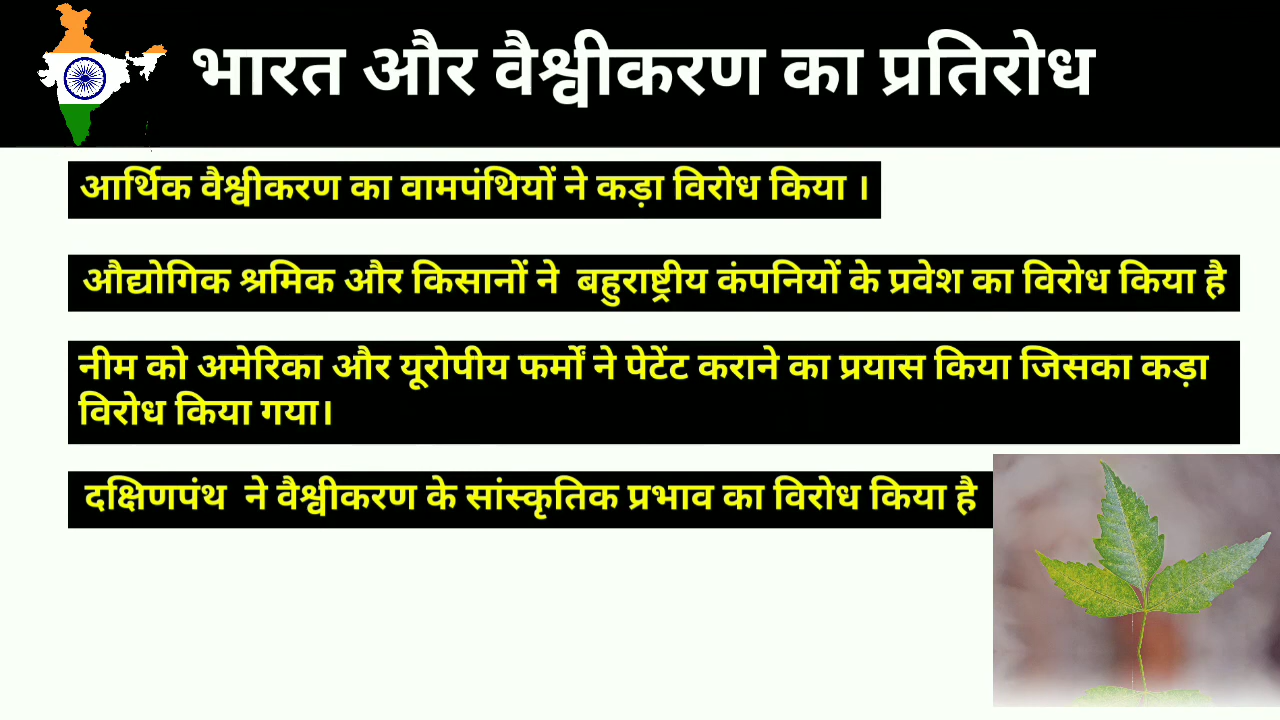 भारत और वैश्वीकरण का प्रतिरोध
आर्थिक वैश्वीकरण का वामपंथियों ने कड़ा विरोध किया ।
औद्योगिक श्रमिक और किसानों ने बहुराष्ट्रीय कंपनियों के प्रवेश का विरोध किया है
नीम को अमेरिका और यूरोपीय फर्मों ने पेटेंट कराने का प्रयास किया जिसका कड़ा
विरोध किया गया।
दक्षिणपंथ ने वैश्वीकरण के सांस्कृतिक प्रभाव का विरोध किया है